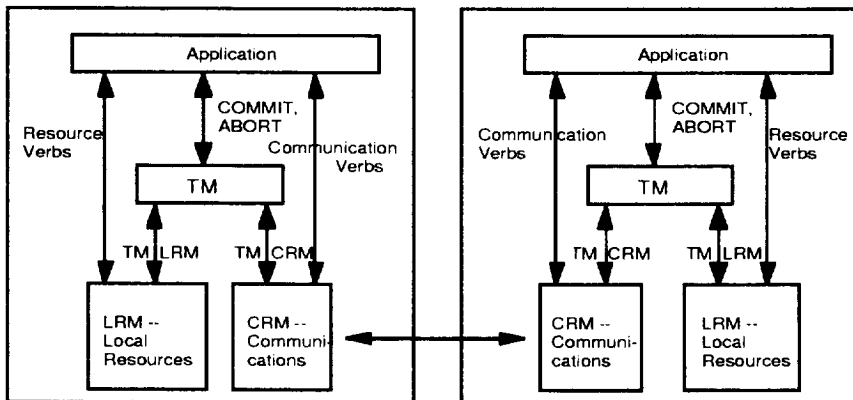 Application
COMMIT,
ABORT
Resource
Verbs
Communication
Verbs
TM
TM LRM
TM CRM
LRM --
Local
Resources
CRM --
Communi-
cations
Application
COMMIT,
ABORT
Communication
Verbs
Resource
Verbs
TM
TM CRM
TM LRM
CRM --
Communi-
cations
LRM --
Local
Resources